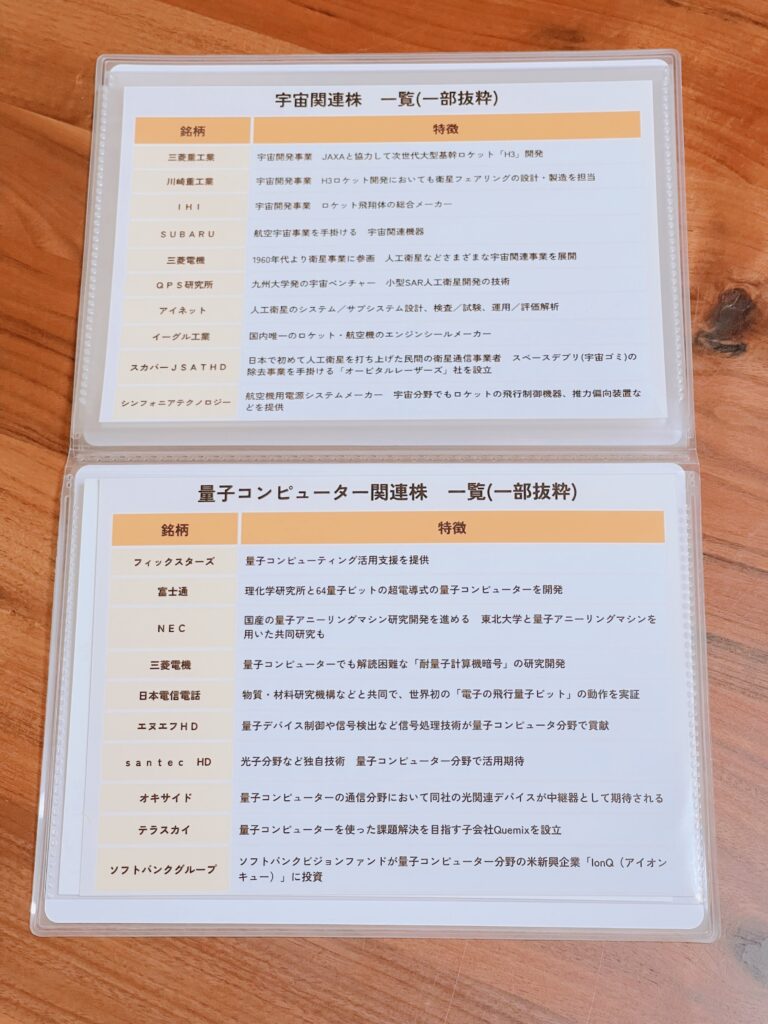 宇宙関連株　一覧(一部抜粋)
銘柄　特徴
三菱重工業　宇宙開発事業　JAXAと協力して次世代大型基幹ロケット「H3」開発
川崎重工業　宇宙開発事業　H3ロケット開発においても衛星フェアリングの設計・製造を担当
ＩＨＩ　宇宙開発事業　ロケット飛翔体の総合メーカー
ＳＵＢＡＲＵ　航空宇宙事業を手掛ける　宇宙関連機器
三菱電機　1960年代より衛星事業に参画　人工衛星などさまざまな宇宙関連事業を展開
ＱＰＳ研究所　九州大学発の宇宙ベンチャー　小型SAR人工衛星開発の技術
アイネット　人工衛星のシステム／サブシステム設計、検査／試験、運用／評価解析
イーグル工業　国内唯一のロケット・航空機のエンジンシールメーカー
スカパーＪＳＡＴＨＤ　日本で初めて人工衛星を打ち上げた民間の衛星通信事業者　スペースデブリ(宇宙ゴミ)の
除去事業を手掛ける「オービタルレーザーズ」社を設立
シンフォニアテクノロジー　航空機用電源システムメーカー　宇宙分野でもロケットの飛行制御機器、推力偏向装置な
どを提供
量子コンピューター関連株　一覧(一部抜粋)
銘柄　特徴
フィックスターズ　量子コンピューティング活用支援を提供
富士通　理化学研究所と64量子ビットの超電導式の量子コンピューターを開発
ＮＥＣ　国産の量子アニーリングマシン研究開発を進める　東北大学と量子アニーリングマシンを
用いた共同研究も
三菱電機　量子コンピューターでも解読困難な「耐量子計算機暗号」の研究開発
日本電信電話　物質・材料研究機構などと共同で、世界初の「電子の飛行量子ビット」の動作を実証
エヌエフＨＤ　量子デバイス制御や信号検出など信号処理技術が量子コンピュータ分野で貢献
ｓａｎｔｅｃ　HD　光子分野など独自技術　量子コンピューター分野で活用期待
オキサイド　量子コンピューターの通信分野において同社の光関連デバイスが中継器として期待される
テラスカイ　量子コンピューターを使った課題解決を目指す子会社Quemixを設立
ソフトバンクグループ　ソフトバンクビジョンファンドが量子コンピューター分野の米新興企業「IonQ（アイオン
キュー）」に投資